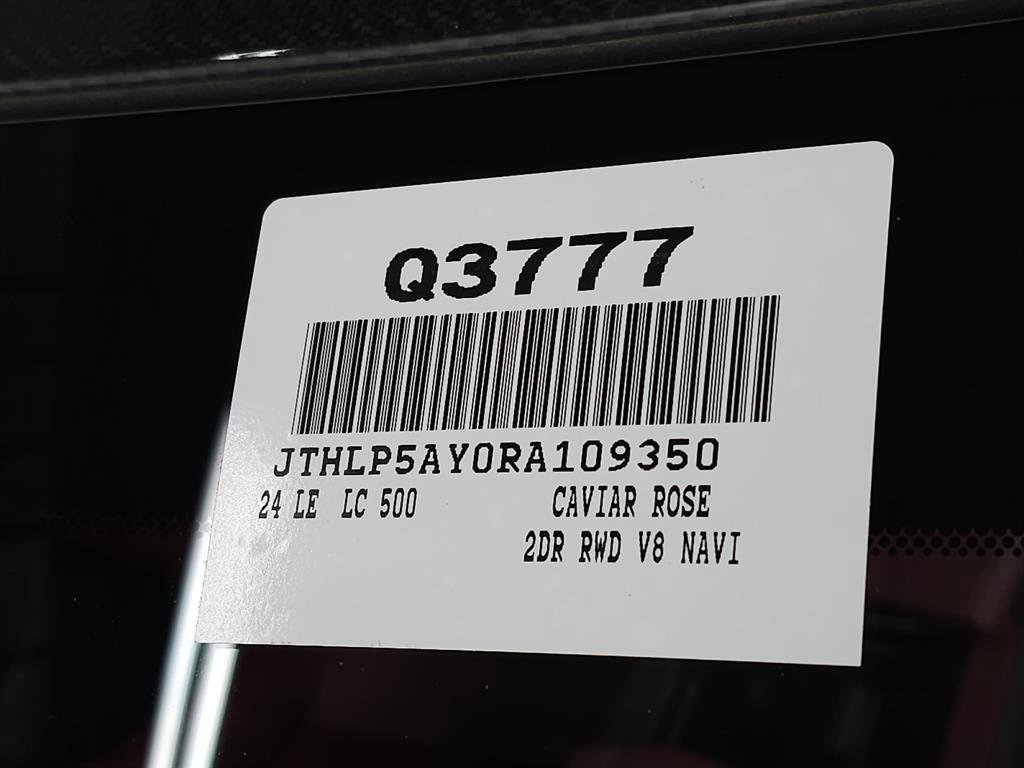 Q3777
JTHLP5AY0RA109350
24 LE LC 500 CAVIAR ROSE
2DR RWD V8 NAVI